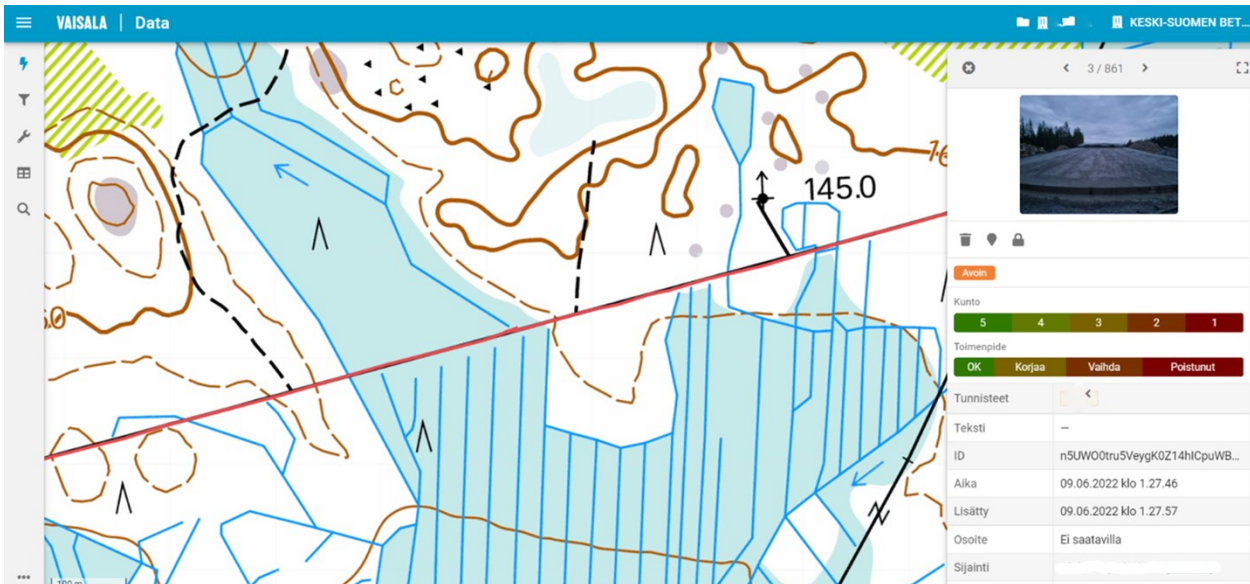 VAISALA | Data
KESKI-SUOMEN BET...
3 / 861
145.0
Avoin
Kunto
5 4 3 2 1
Toimenpide
OK Korjaa Vaihda Poistunut
Tunnisteet
Teksti –
ID n5UWO0tru5VeygK0Z14hICpuWB...
Aika 09.06.2022 klo 1.27.46
Lisätty 09.06.2022 klo 1.27.57
Osoite Ei saatavilla
Sijainti
100 m